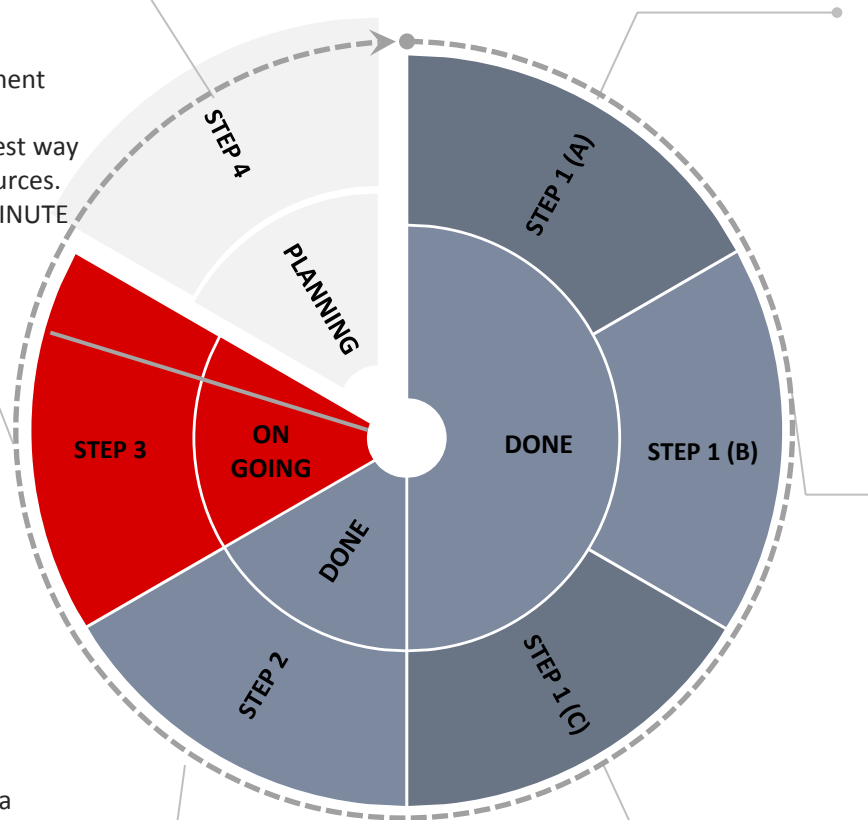 ment
est way
urces.
INUTE
STEP 4
PLANNING
STEP 1 (A)
STEP 1 (B)
DONE
STEP 1 (C)
ON
GOING
STEP 3
DONE
STEP 2
a